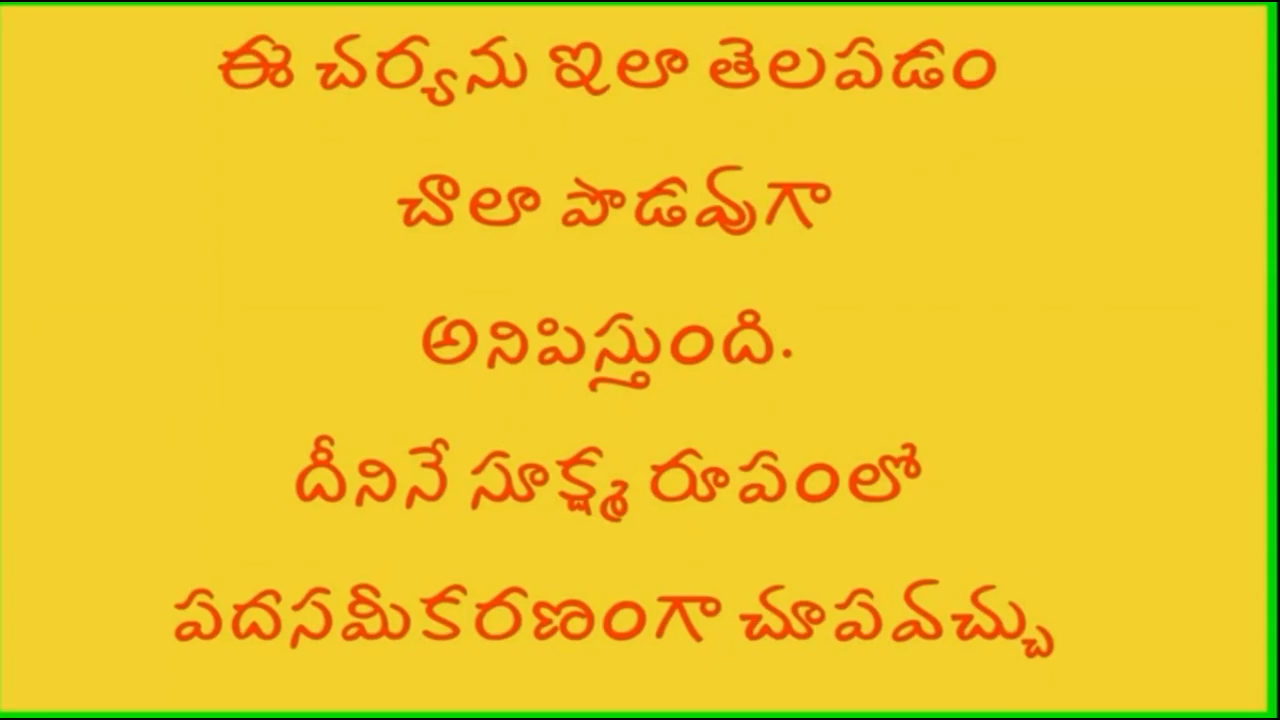 ఈ చర్యను ఇలా తెలపడం
చాలా పొడవుగా
అనిపిస్తుంది.
దీనినే సూక్ష్మ రూపంలో
పదసమీకరణంగా చూపవచ్చు